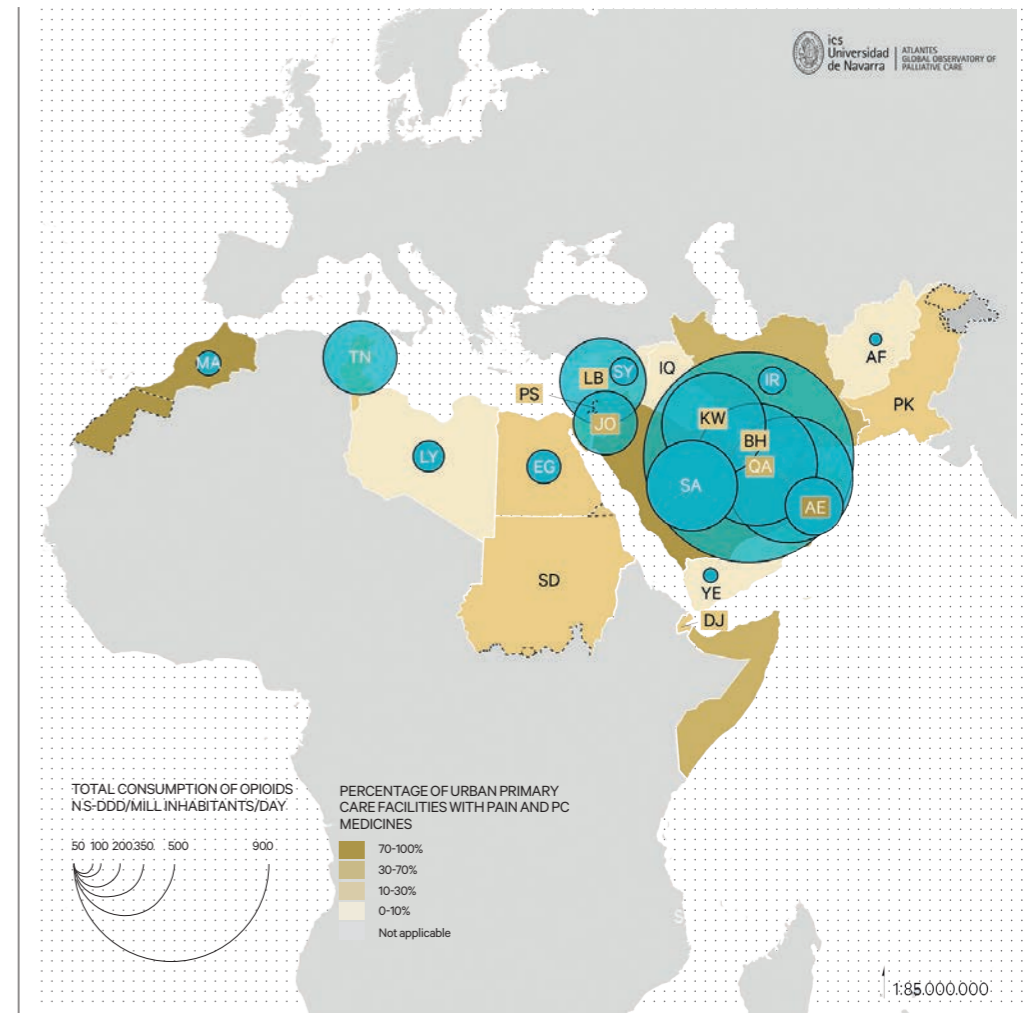 ics
Universidad
de Navarra
ATLANTES
GLOBAL OBSERVATORY OF
PALLIATIVE CARE
MA
TN
LB
SY
IQ
IR
AF
PS
JO
KW
PK
BH
LY
EG
QA
SA
AE
SD
YE
DJ
TOTAL CONSUMPTION OF OPIOIDS
N S-DDD/MILL INHABITANTS/DAY
50 100 200 350 500 900
PERCENTAGE OF URBAN PRIMARY
CARE FACILITIES WITH PAIN AND PC
MEDICINES
70-100%
30-70%
10-30%
0-10%
Not applicable
S
1:85.000.000